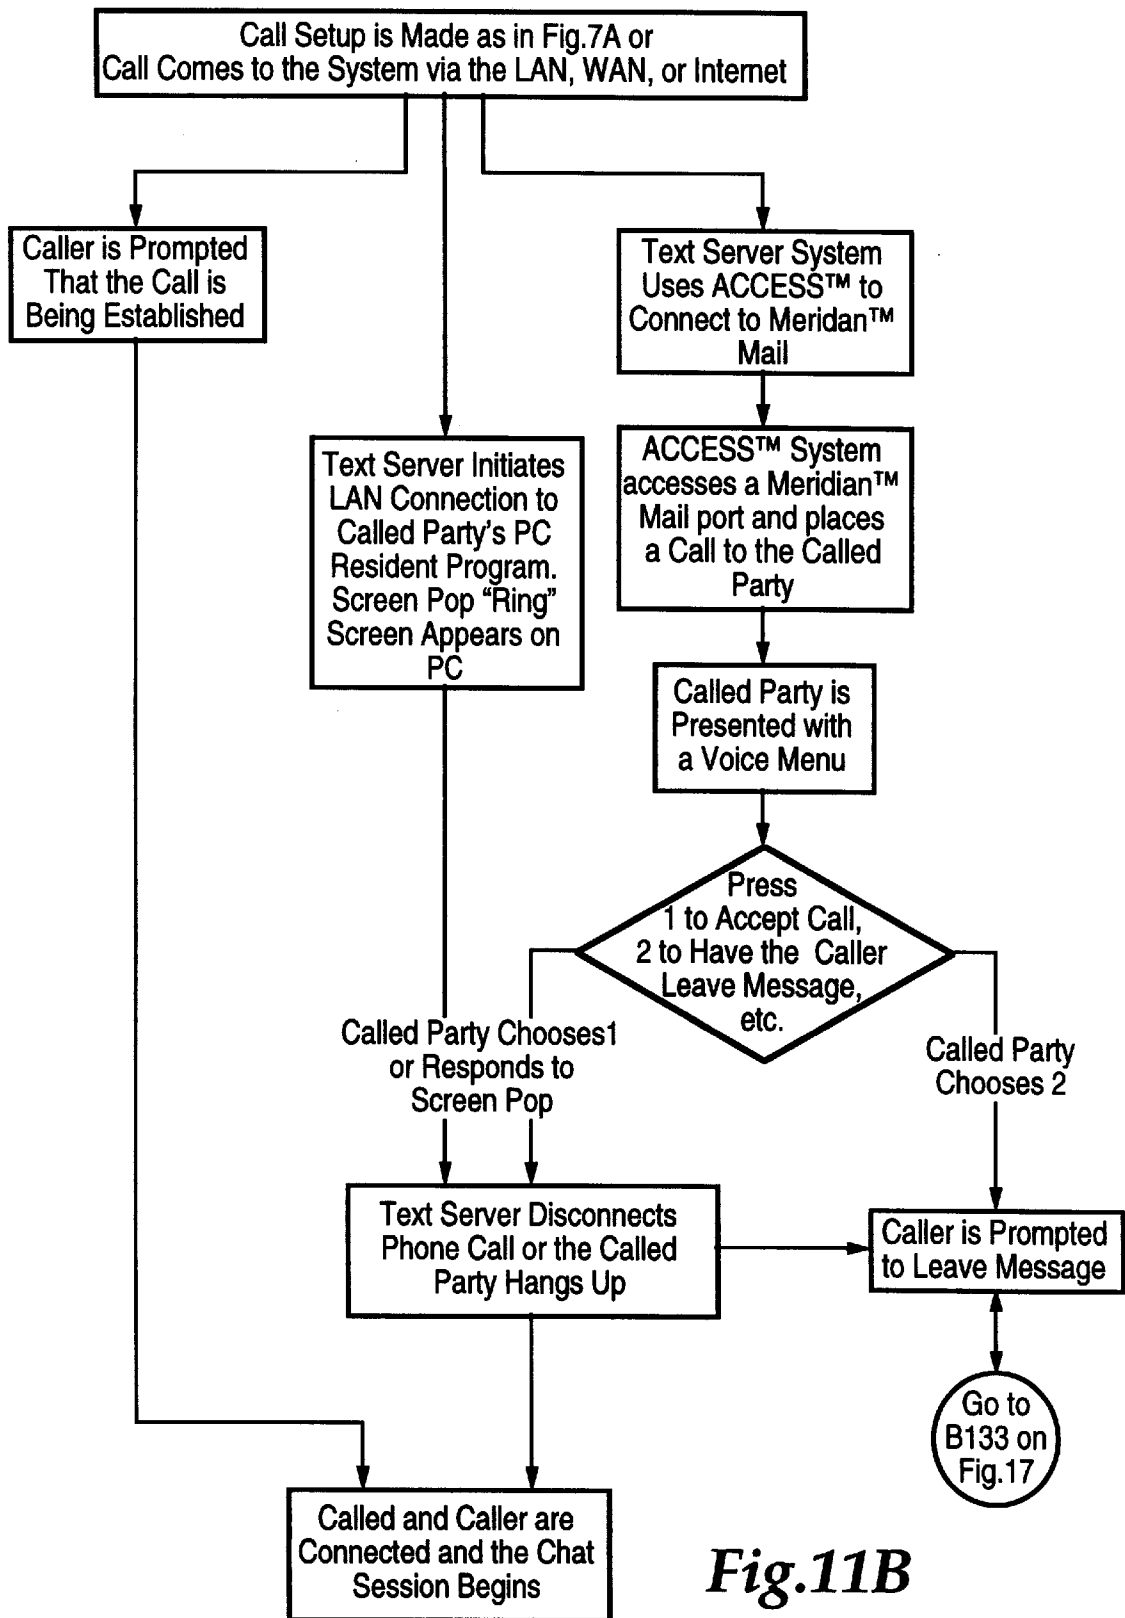 Call Setup is Made as in Fig.7A or
Call Comes to the System via the LAN, WAN, or Internet
Caller is Prompted
That the Call is
Being Established
Text Server System
Uses ACCESS™ to
Connect to Meridan™
Mail
Text Server Initiates
LAN Connection to
Called Party's PC
Resident Program.
Screen Pop “Ring”
Screen Appears on
PC
ACCESS™ System
accesses a Meridian™
Mail port and places
a Call to the Called
Party
Called Party is
Presented with
a Voice Menu
Press
1 to Accept Call,
2 to Have the Caller
Leave Message,
etc.
Called Party Chooses1
or Responds to
Screen Pop
Called Party
Chooses 2
Text Server Disconnects
Phone Call or the Called
Party Hangs Up
Caller is Prompted
to Leave Message
Go to
B133 on
Fig.17
Called and Caller are
Connected and the Chat
Session Begins
Fig.11B